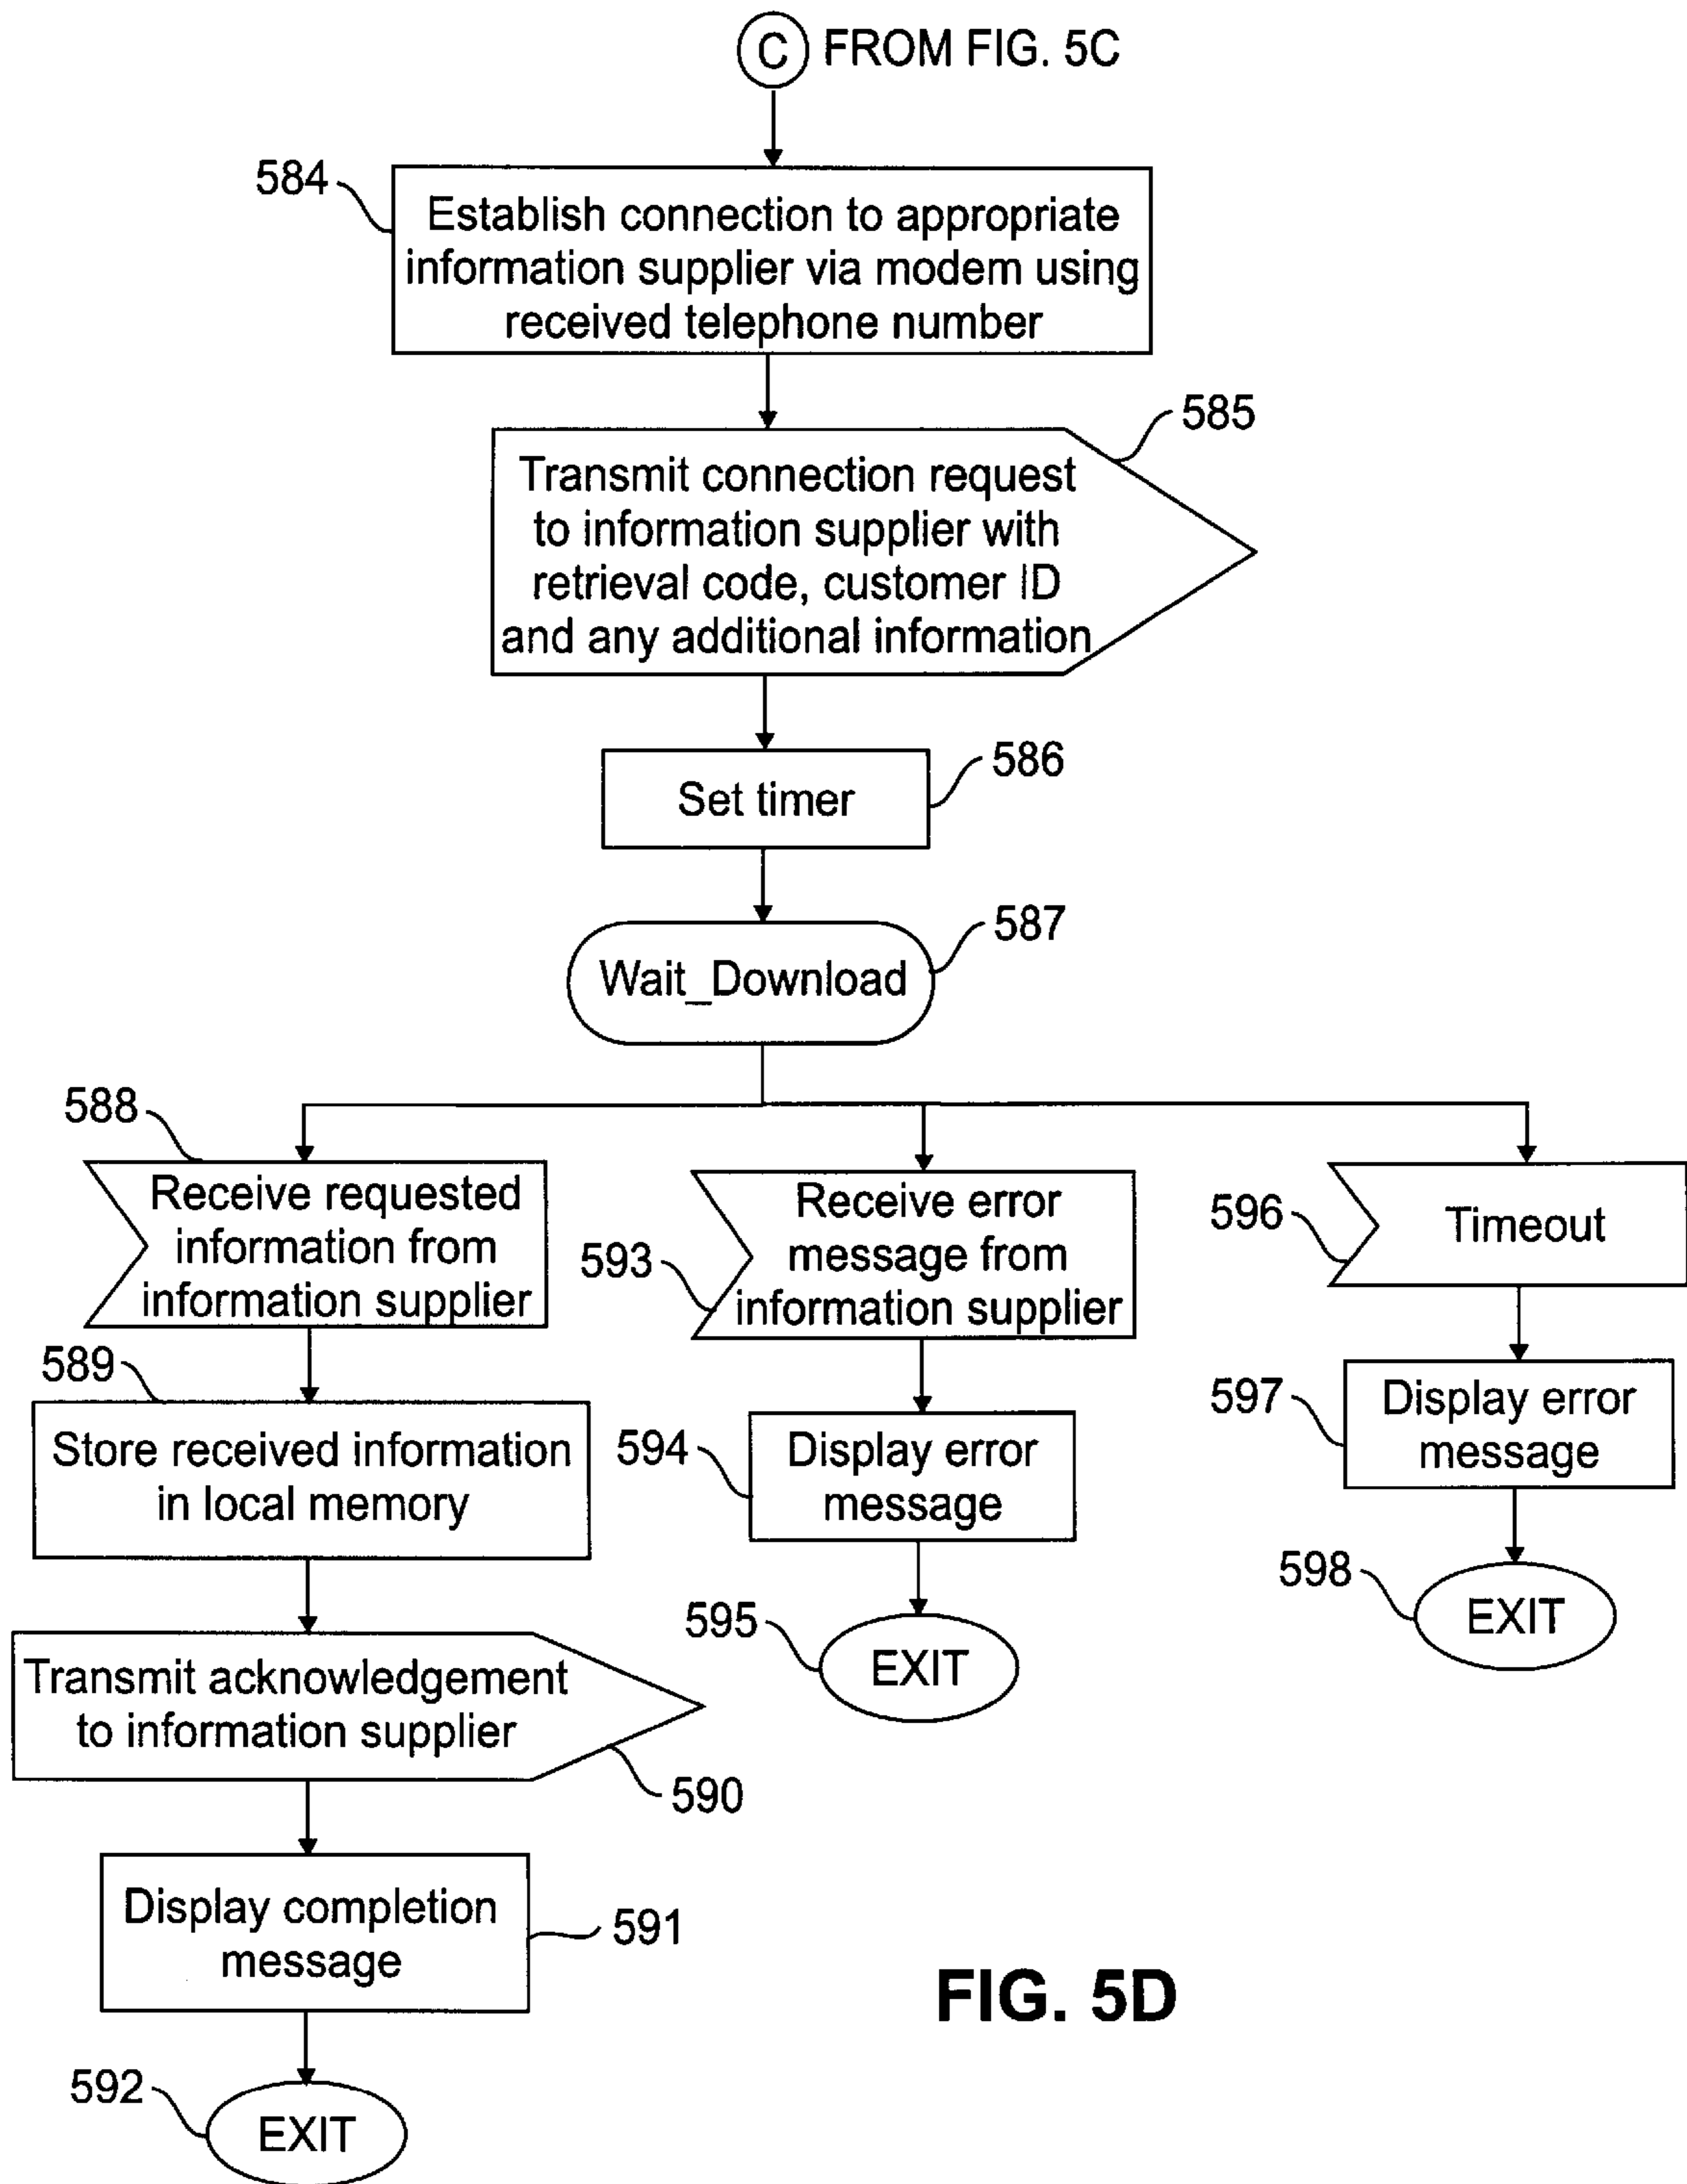 C FROM FIG. 5C
584
Establish connection to appropriate
information supplier via modem using
received telephone number
585
Transmit connection request
to information supplier with
retrieval code, customer ID
and any additional information
586
Set timer
587
Wait_Download
588
Receive requested
information from
information supplier
589
Store received information
in local memory
Transmit acknowledgement
to information supplier
590
Display completion
message
591
592
EXIT
593
Receive error
message from
information supplier
594
Display error
message
595
EXIT
596
Timeout
597
Display error
message
598
EXIT
FIG. 5D